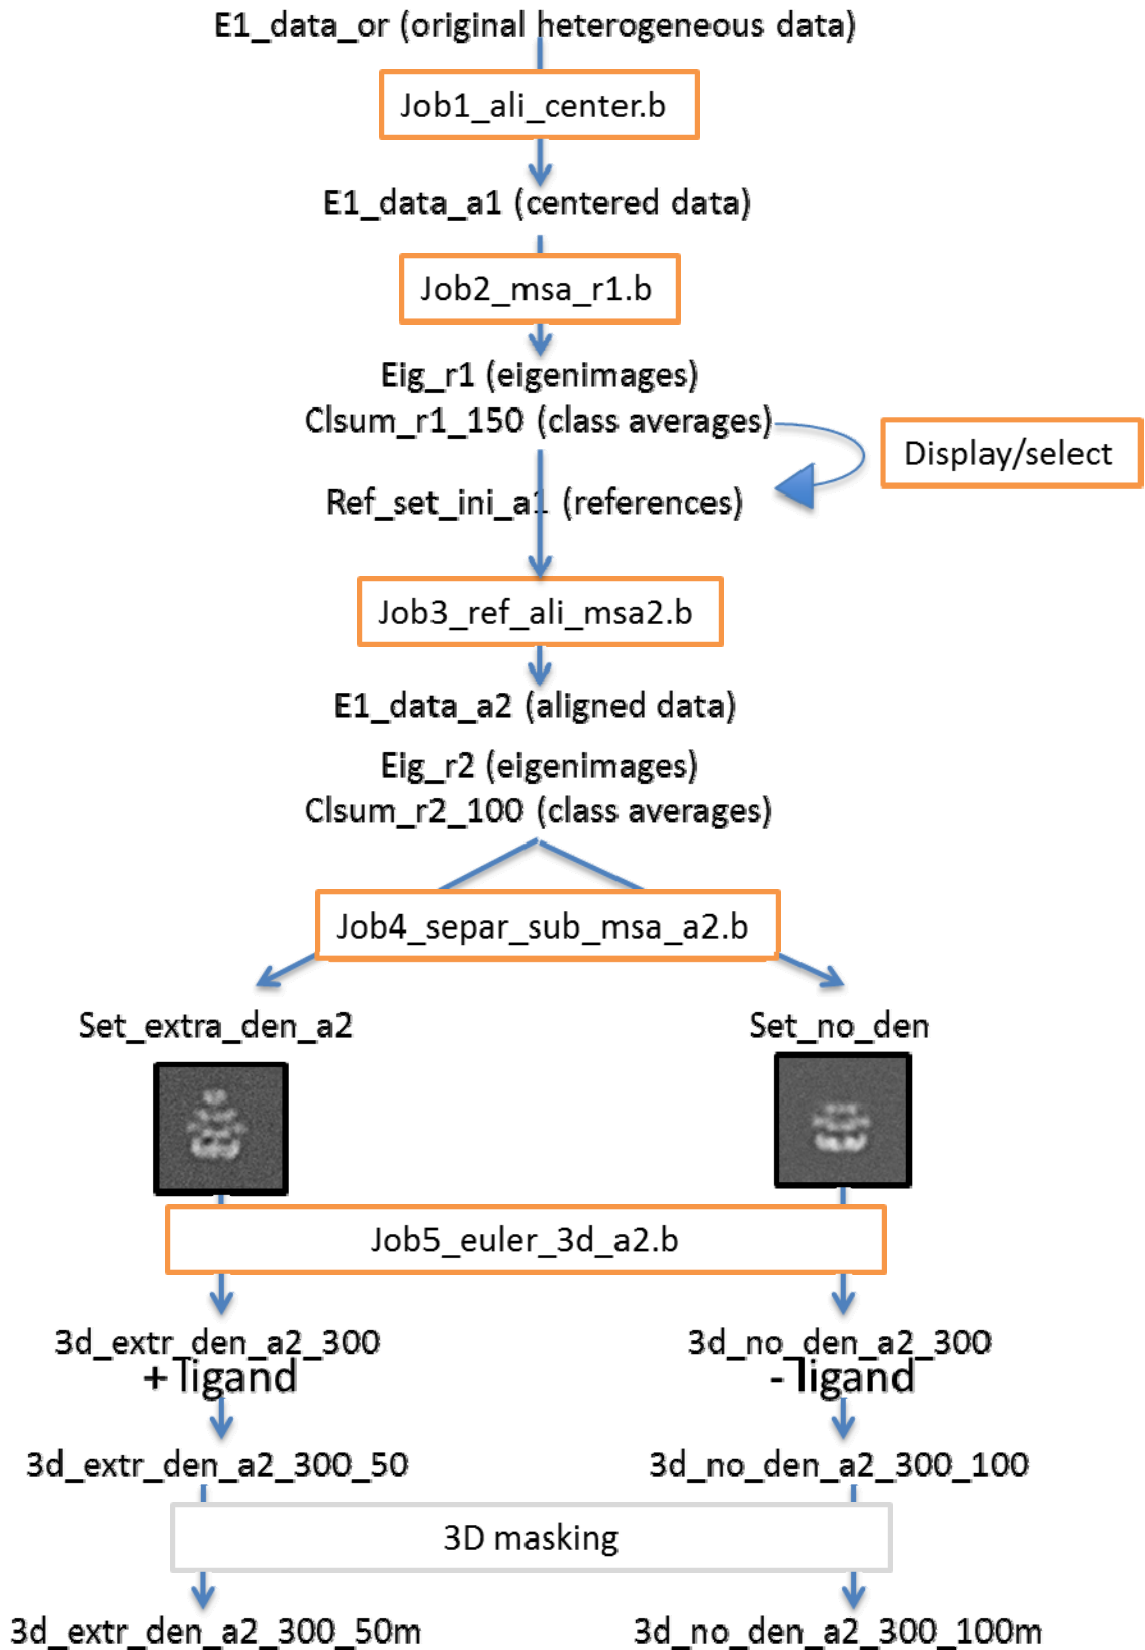 E1_data_or (original heterogeneous data)
Job1_ali_center.b
E1_data_a1 (centered data)
Job2_msa_r1.b
Eig_r1 (eigenimages)
Clsum_r1_150 (class averages)
Display/select
Ref_set_ini_a1 (references)
Job3_ref_ali_msa2.b
E1_data_a2 (aligned data)
Eig_r2 (eigenimages)
Clsum_r2_100 (class averages)
Job4_separ_sub_msa_a2.b
Set_extra_den_a2
Set_no_den
Job5_euler_3d_a2.b
3d_extr_den_a2_300
+ ligand
3d_no_den_a2_300
- ligand
3d_extr_den_a2_300_50
3d_no_den_a2_300_100
3D masking
3d_extr_den_a2_300_50m
3d_no_den_a2_300_100m